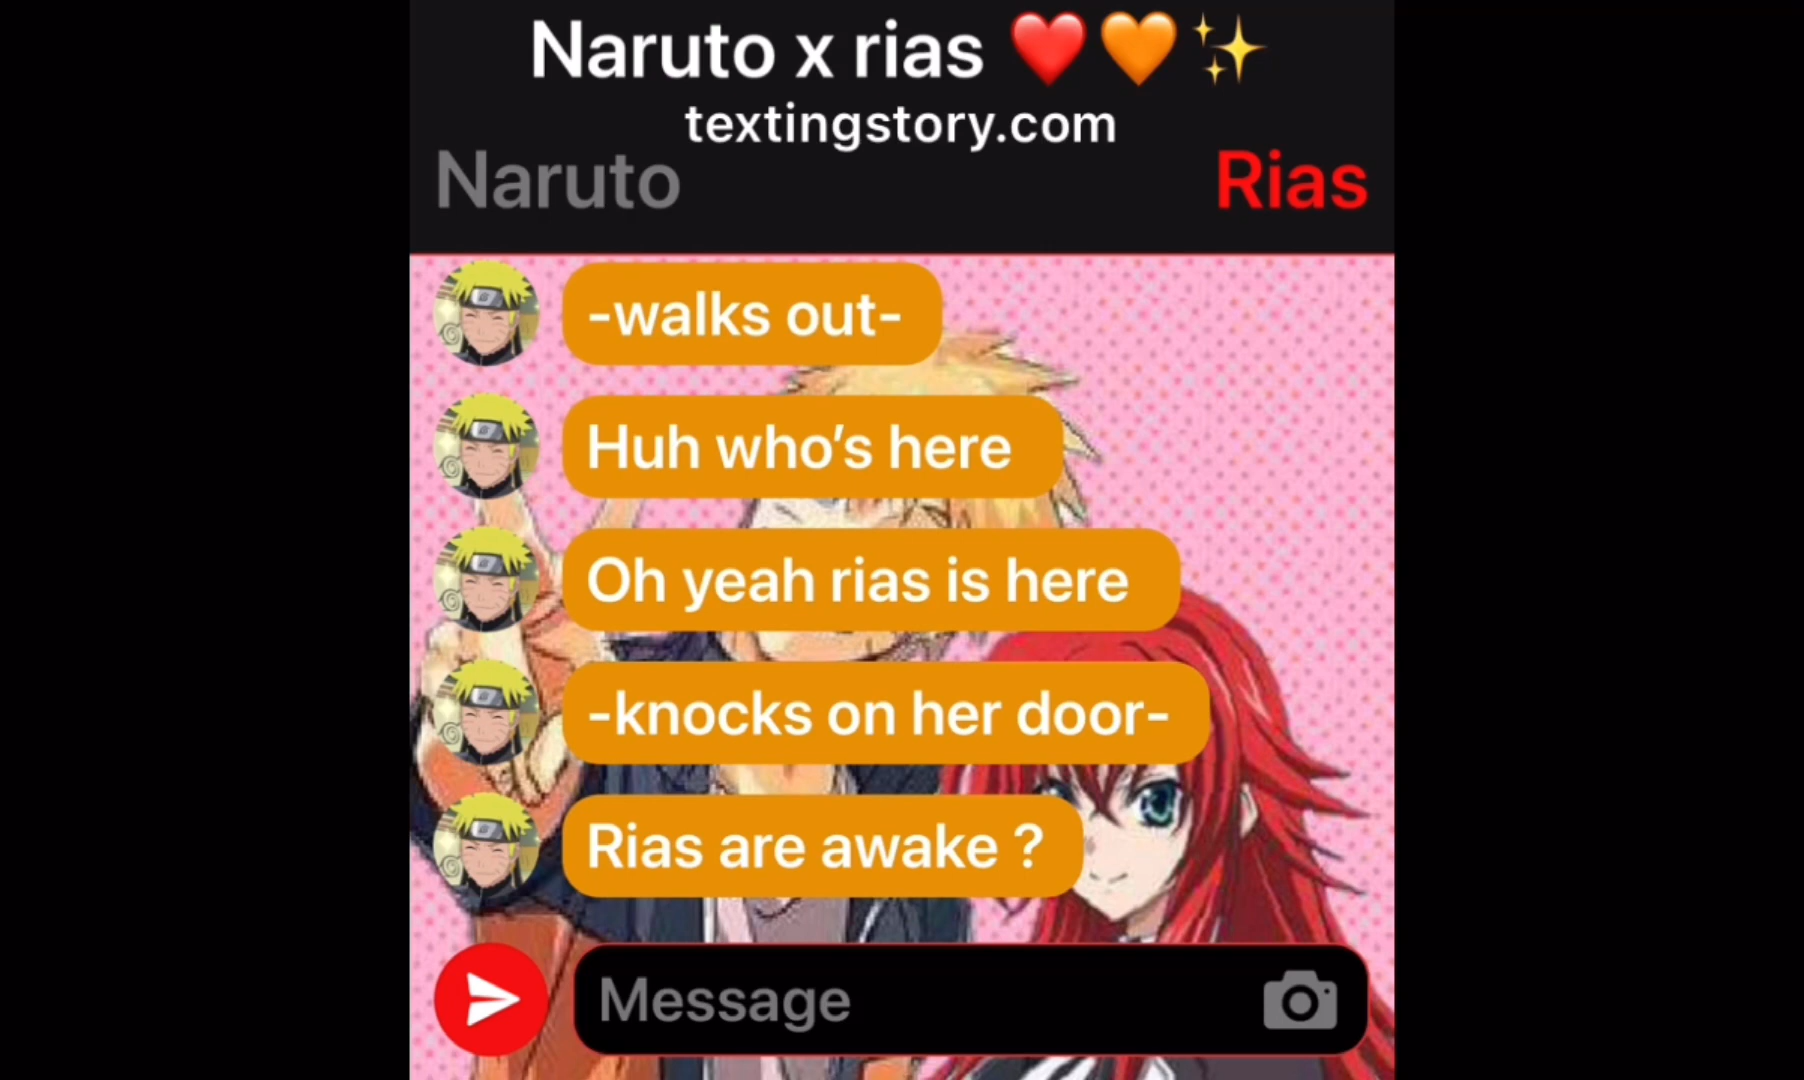 Naruto x rias ❤️🧡✨
textingstory.com
Naruto
Rias
-walks out-
Huh who’s here
Oh yeah rias is here
-knocks on her door-
Rias are awake ?
Message